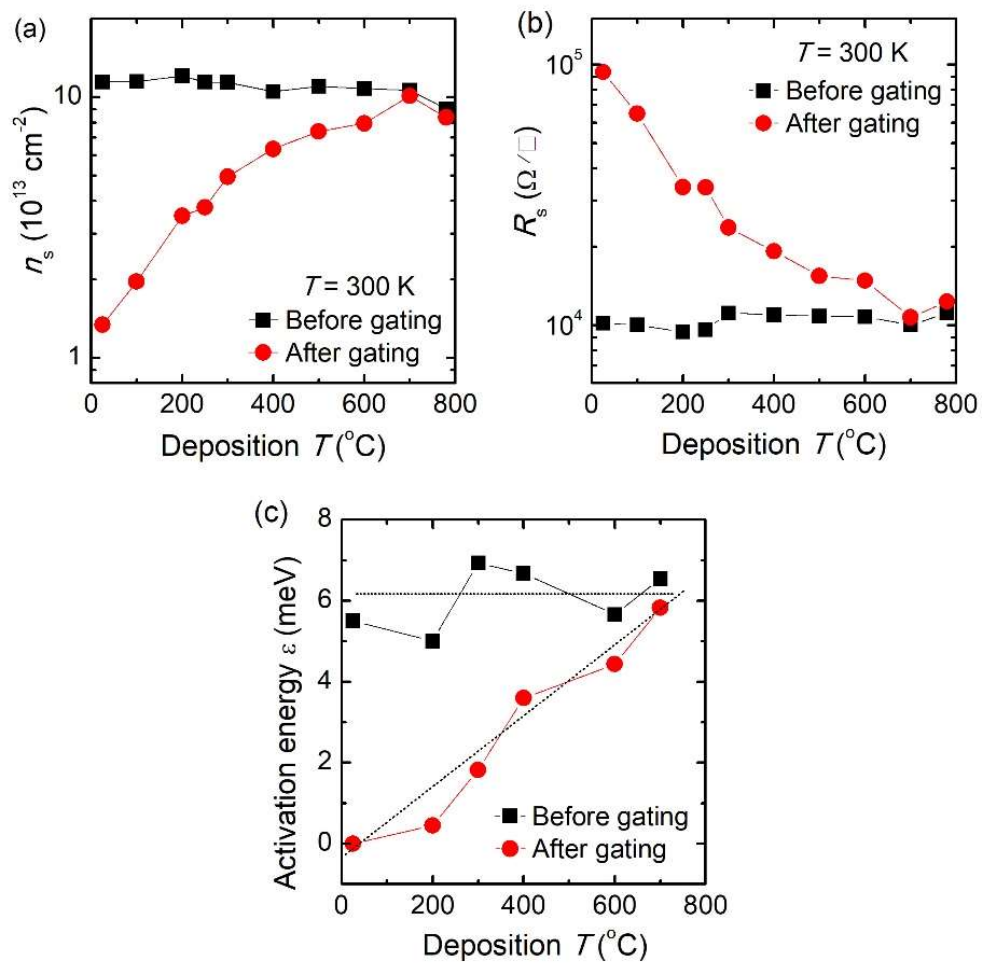 (a)
n_s (10^13 cm^-2)
10
1
T = 300 K
Before gating
After gating
0 200 400 600 800
Deposition T (°C)
(b)
R_s (Ω/□)
10^5
10^4
T = 300 K
Before gating
After gating
0 200 400 600 800
Deposition T (°C)
(c)
Activation energy ε (meV)
8
6
4
2
0
Before gating
After gating
0 200 400 600 800
Deposition T (°C)